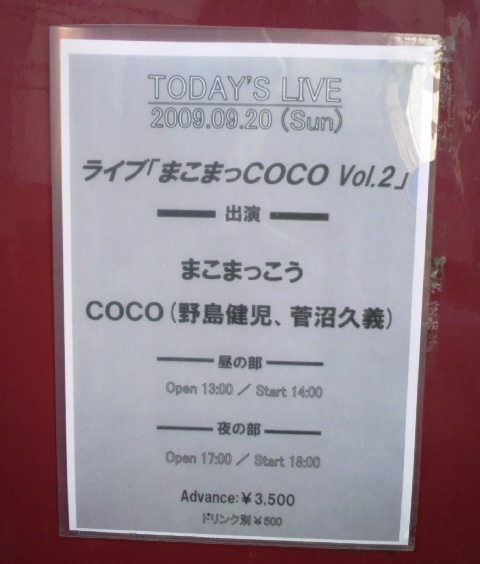 TODAY'S LIVE
2009.09.20 (Sun)
ライブ「まこまっCOCO Vol.2」
出演
まこまっこう
COCO(野島健児、菅沼久義)
昼の部
Open 13:00 / Start 14:00
夜の部
Open 17:00 / Start 18:00
Advance:¥3,500
ドリンク別¥500